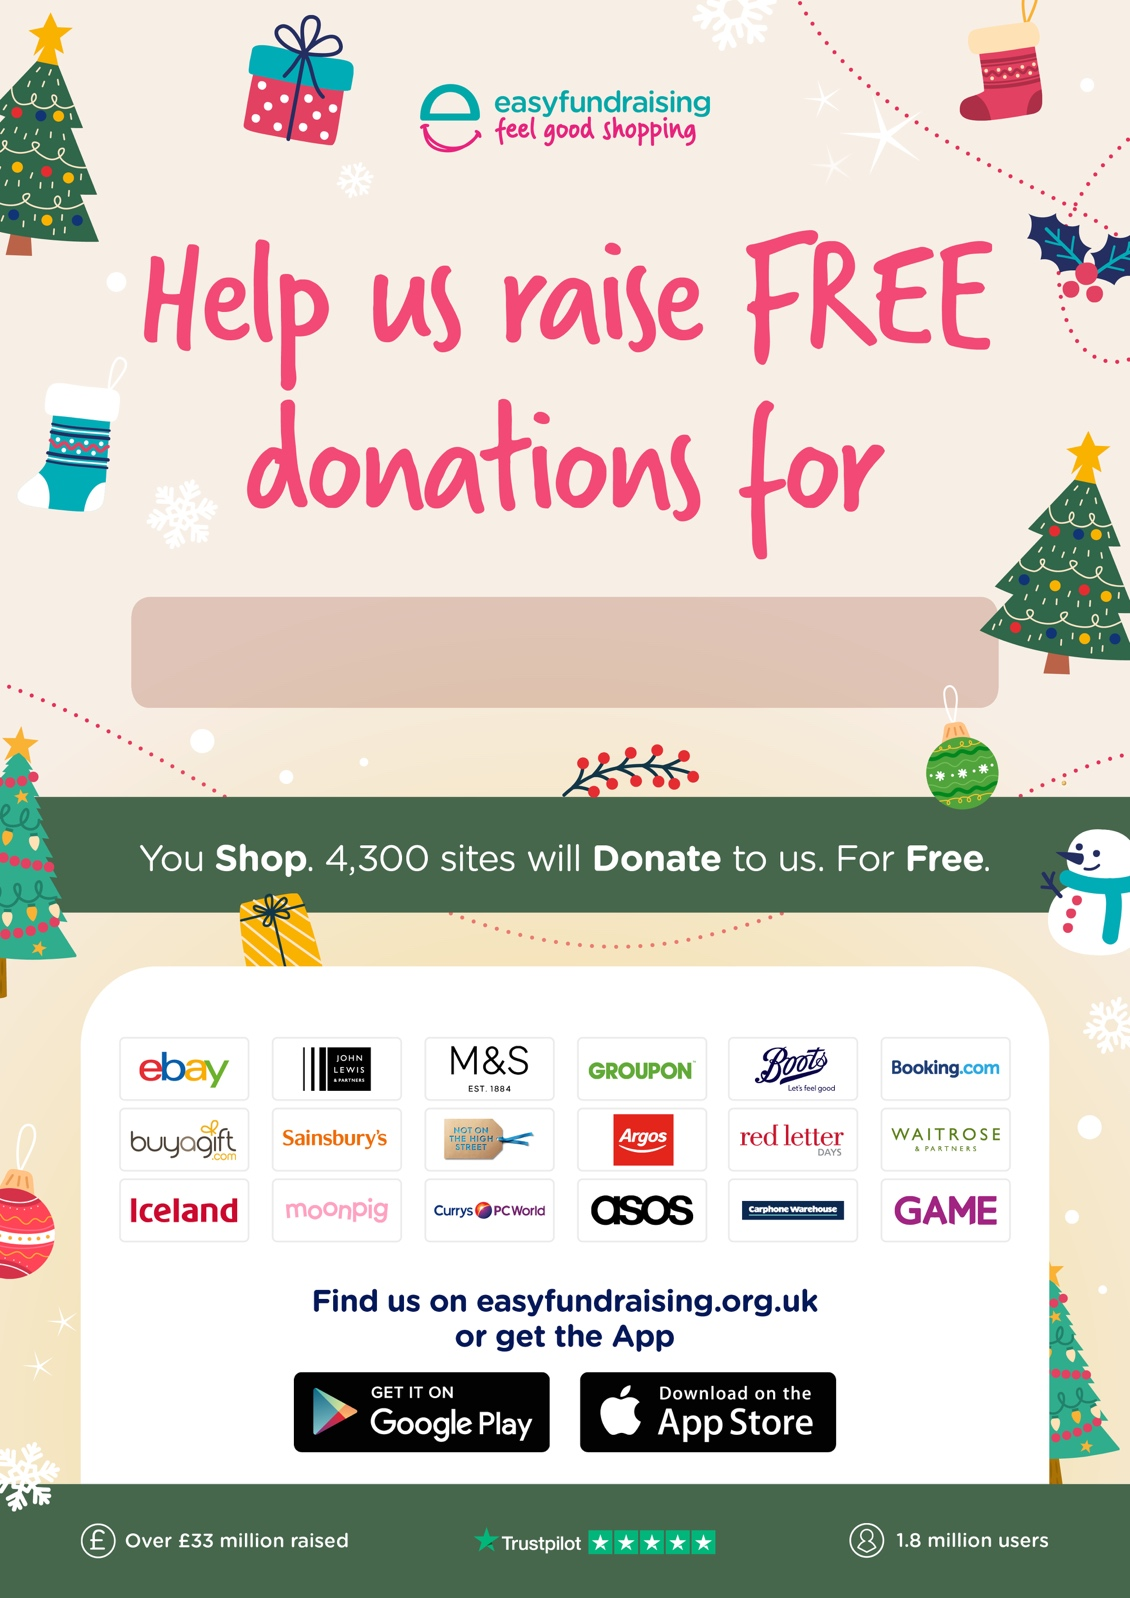 easyfundraising
feel good shopping
Help us raise FREE
donations for
You Shop. 4,300 sites will Donate to us. For Free.
ebay
JOHN
LEWIS
& PARTNERS
M&S
EST. 1884
GROUPON
Boots
Let's feel good
Booking.com
buyagift
.com
Sainsbury's
NOT ON
THE HIGH
STREET
Argos
red letter
DAYS
WAITROSE
& PARTNERS
Iceland
moonpig
Currys PC World
asos
Carphone Warehouse
GAME
Find us on easyfundraising.org.uk
or get the App
GET IT ON
Google Play
Download on the
App Store
£ Over £33 million raised
Trustpilot
1.8 million users